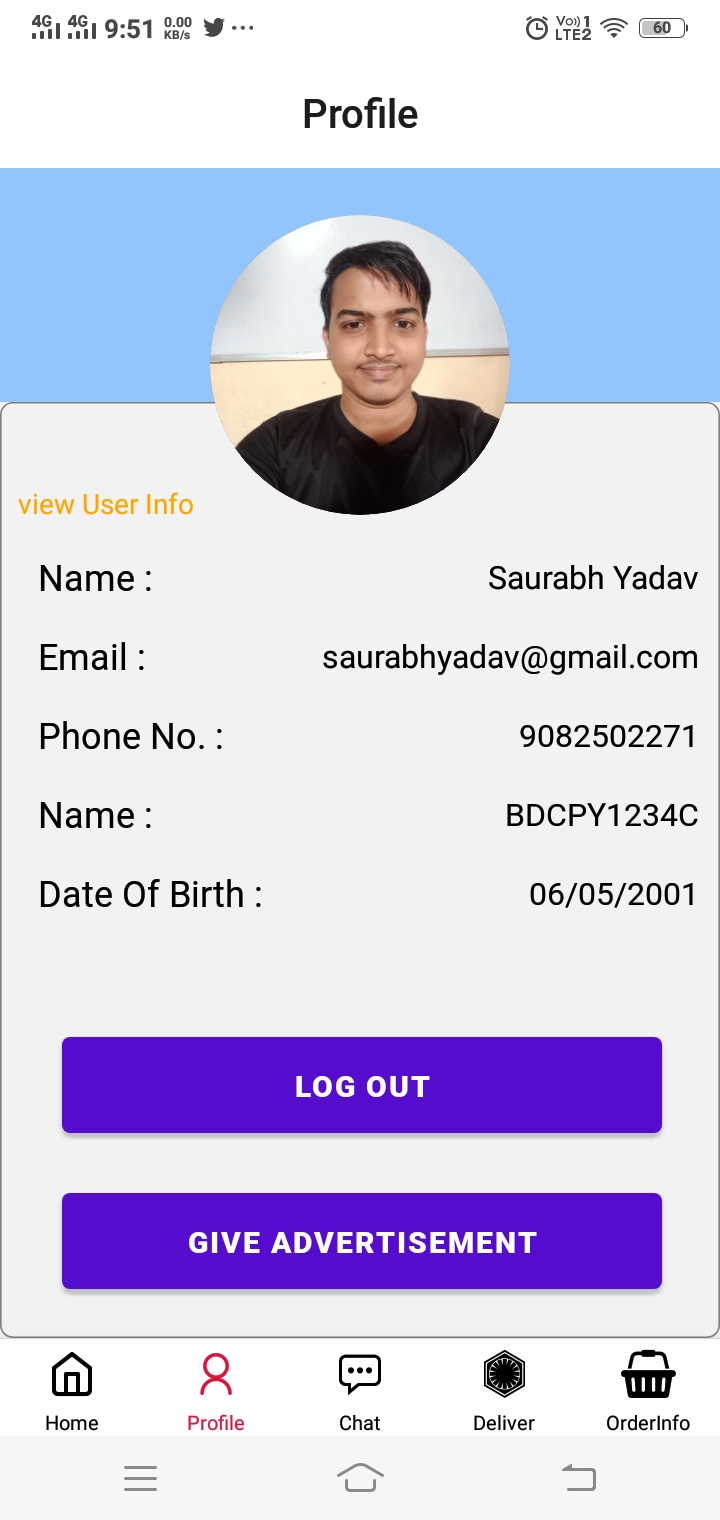 4G 4G 9:51 0.00 KB/s ... Vo)) 1 LTE2 60
Profile
view User Info
Name : Saurabh Yadav
Email : saurabhyadav@gmail.com
Phone No. : 9082502271
Name : BDCPY1234C
Date Of Birth : 06/05/2001
LOG OUT
GIVE ADVERTISEMENT
Home Profile Chat Deliver OrderInfo